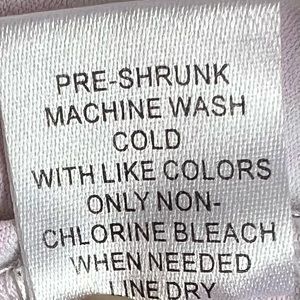 PRE-SHRUNK
MACHINE WASH
COLD
WITH LIKE COLORS
ONLY NON-
CHLORINE BLEACH
WHEN NEEDED
LINE DRY